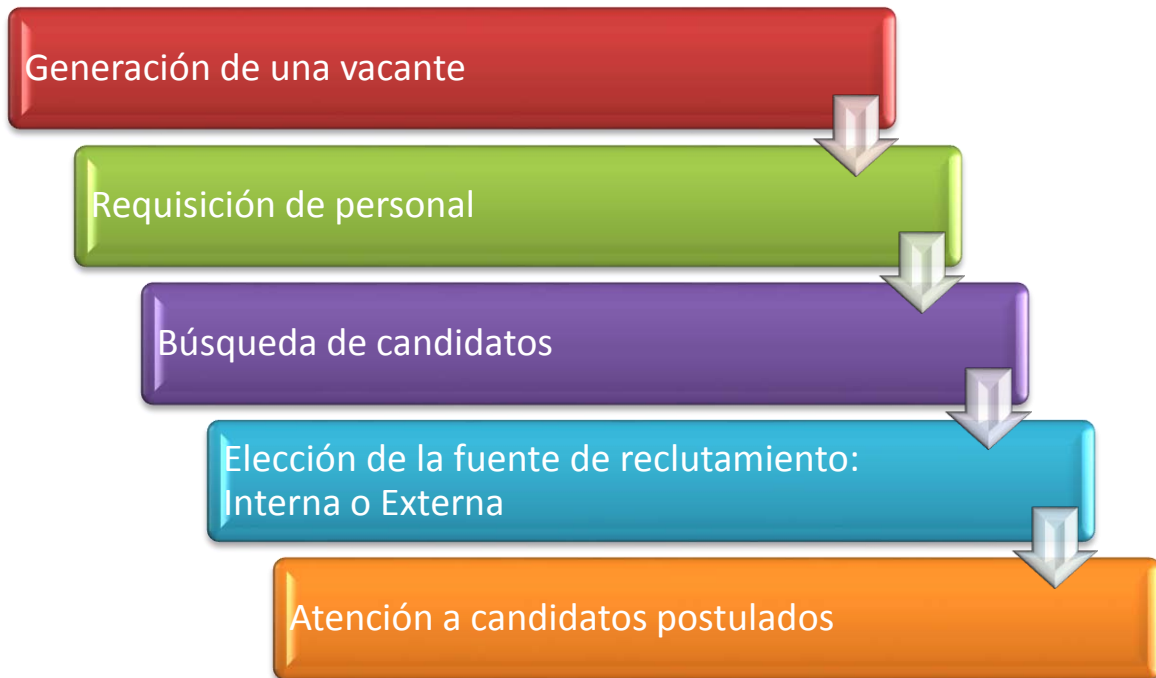 Generación de una vacante
Requisición de personal
Búsqueda de candidatos
Elección de la fuente de reclutamiento:
Interna o Externa
Atención a candidatos postulados